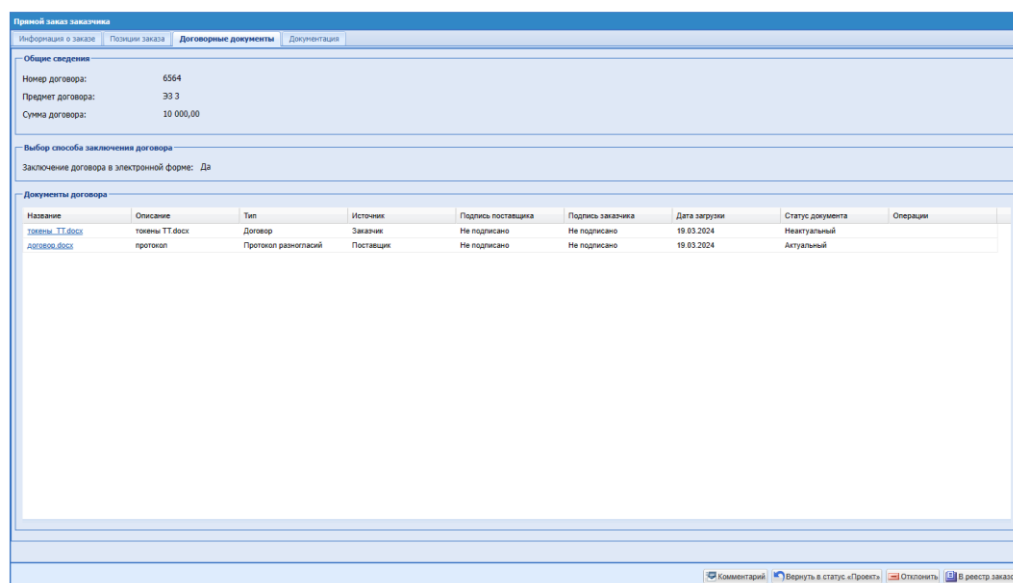 Прямой заказ заказчика
Информация о заказе Позиции заказа Договорные документы Документация
Общие сведения
Номер договора: 6564
Предмет договора: ЭЗ 3
Сумма договора: 10 000,00
Выбор способа заключения договора
Заключение договора в электронной форме: Да
Документы договора
Название Описание Тип Источник Подпись поставщика Подпись заказчика Дата загрузки Статус документа Операции
токены_ТТ.docx токены ТТ.docx Договор Заказчик Не подписано Не подписано 19.03.2024 Неактуальный
договор.docx протокол Протокол разногласий Поставщик Не подписано Не подписано 19.03.2024 Актуальный
Комментарий Вернуть в статус «Проект» Отклонить В реестр заказо